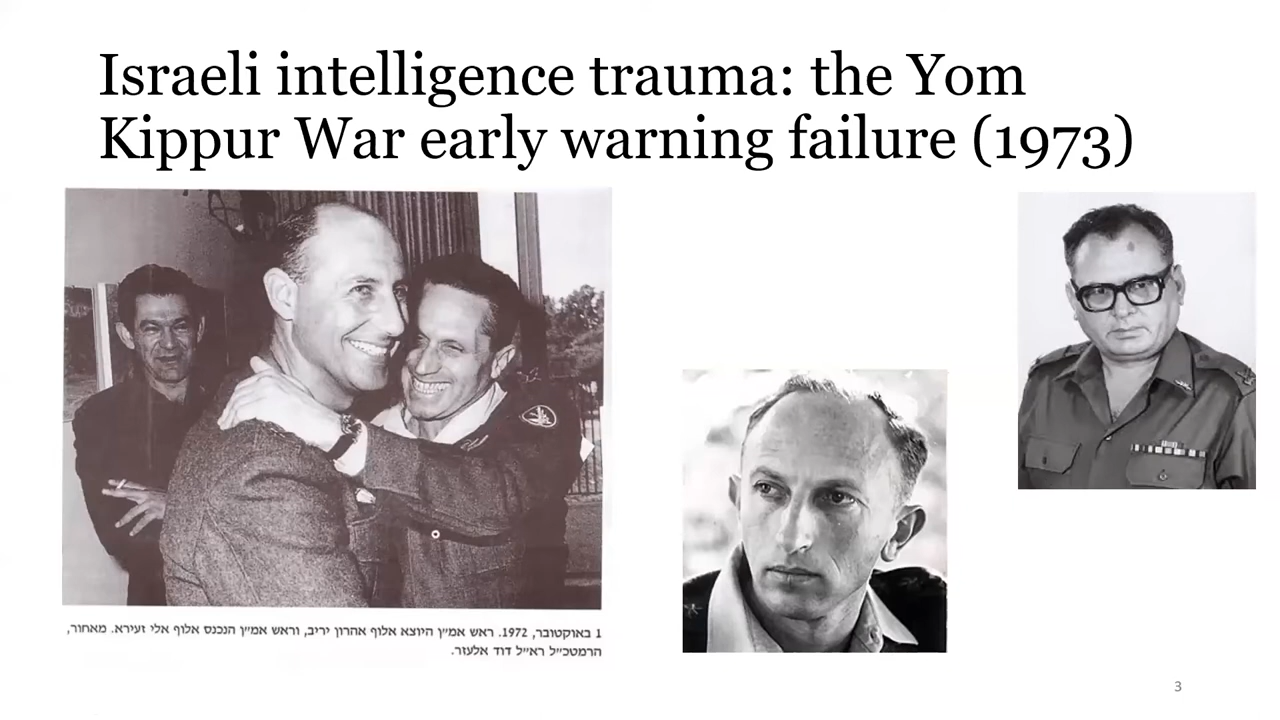 Israeli intelligence trauma: the Yom
Kippur War early warning failure (1973)
1 באוקטובר, 1972. ראש אמ״ן היוצא אלוף אהרון יריב, וראש אמ״ן הנכנס אלוף אלי זעירא. מאחור,
הרמטכ״ל רא״ל דוד אלעזר.
3